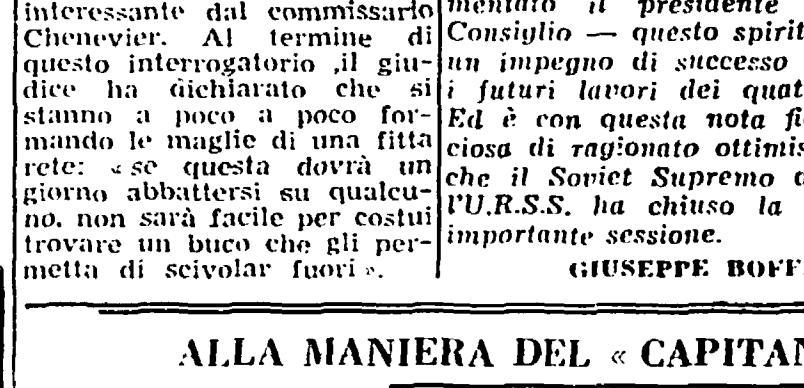 interessante dal commissario
Chenevier. Al termine di
questo interrogatorio ,il giu-
dice ha dichiarato che si
stanno a poco a poco for-
mando le maglie di una fitta
rete: « se questa dovrà un
giorno abbattersi su qualcu-
no, non sarà facile per costui
trovare un buco che gli per-
metta di scivolar fuori ».
mentato il presidente
Consiglio — questo spirit
un impegno di successo
i futuri lavori dei quat
Ed è con questa nota fi
ciosa di ragionato ottimis
che il Soviet Supremo
l'U.R.S.S. ha chiuso la
importante sessione.
GIUSEPPE BOFF
ALLA MANIERA DEL « CAPITAN